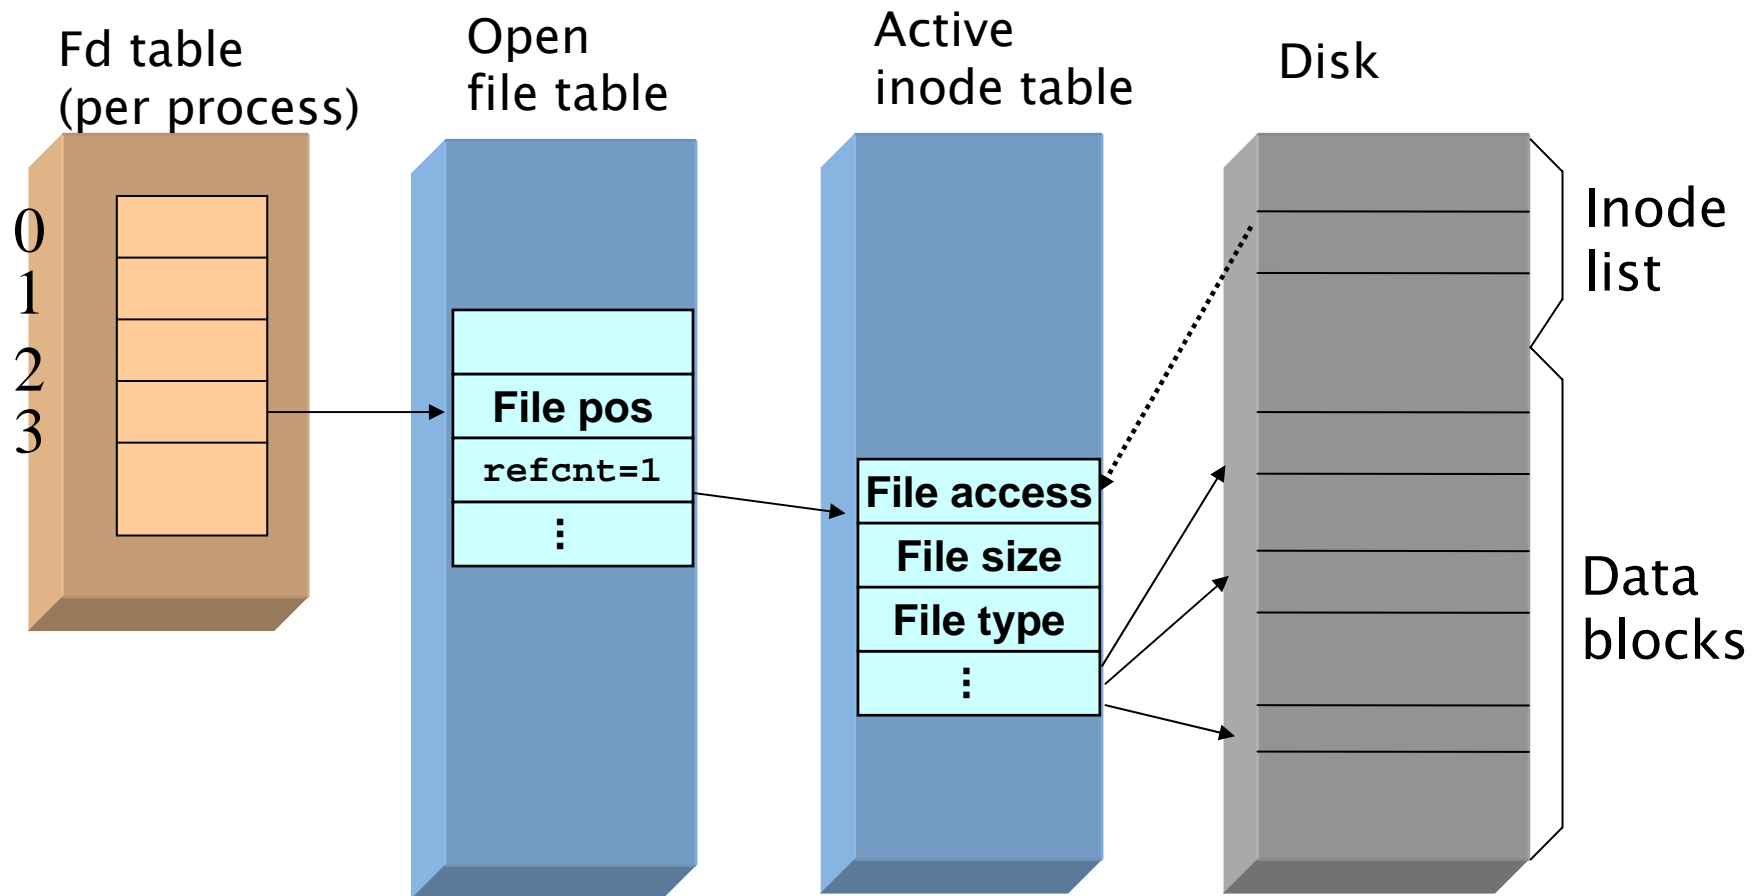 Fd table
(per process)
0
1
2
3
Open
file table
File pos
refcnt=1
⋮
Active
inode table
File access
File size
File type
⋮
Disk
Inode
list
Data
blocks